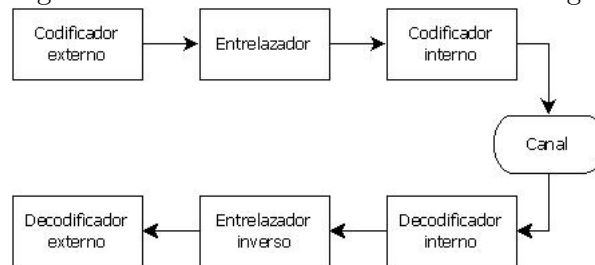 Codificador
externo
Entrelazador
Codificador
interno
Canal
Decodificador
externo
Entrelazador
inverso
Decodificador
interno